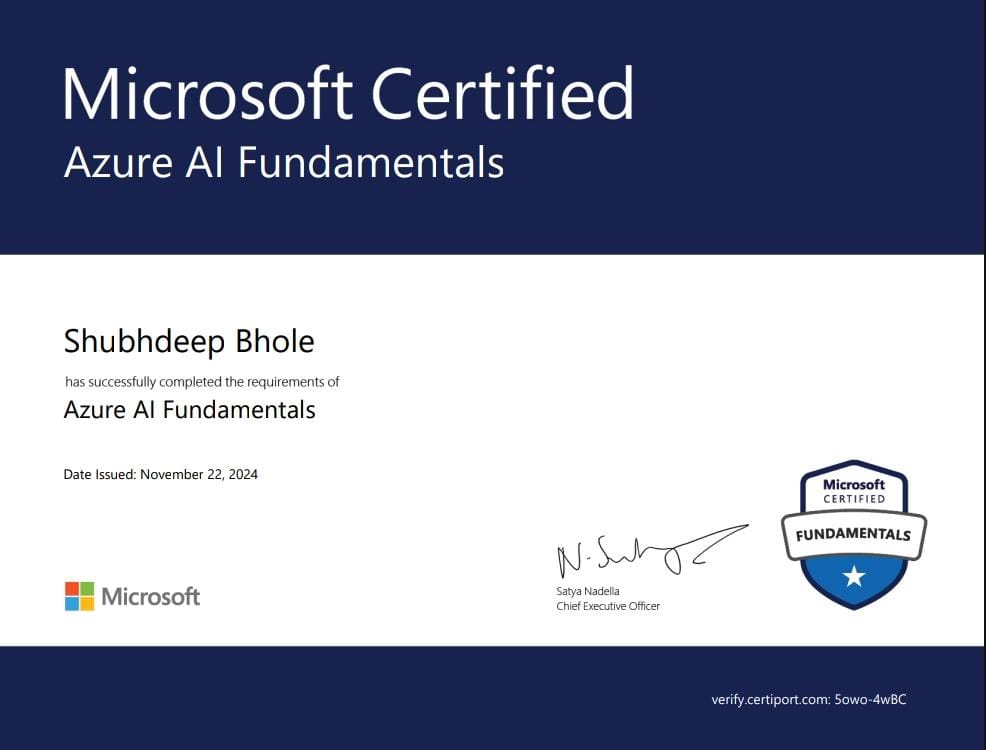 Microsoft Certified
Azure AI Fundamentals
Shubhdeep Bhole
has successfully completed the requirements of
Azure AI Fundamentals
Date Issued: November 22, 2024
Microsoft
CERTIFIED
FUNDAMENTALS
Satya Nadella
Chief Executive Officer
Microsoft
verify.certiport.com: 5owo-4wBC